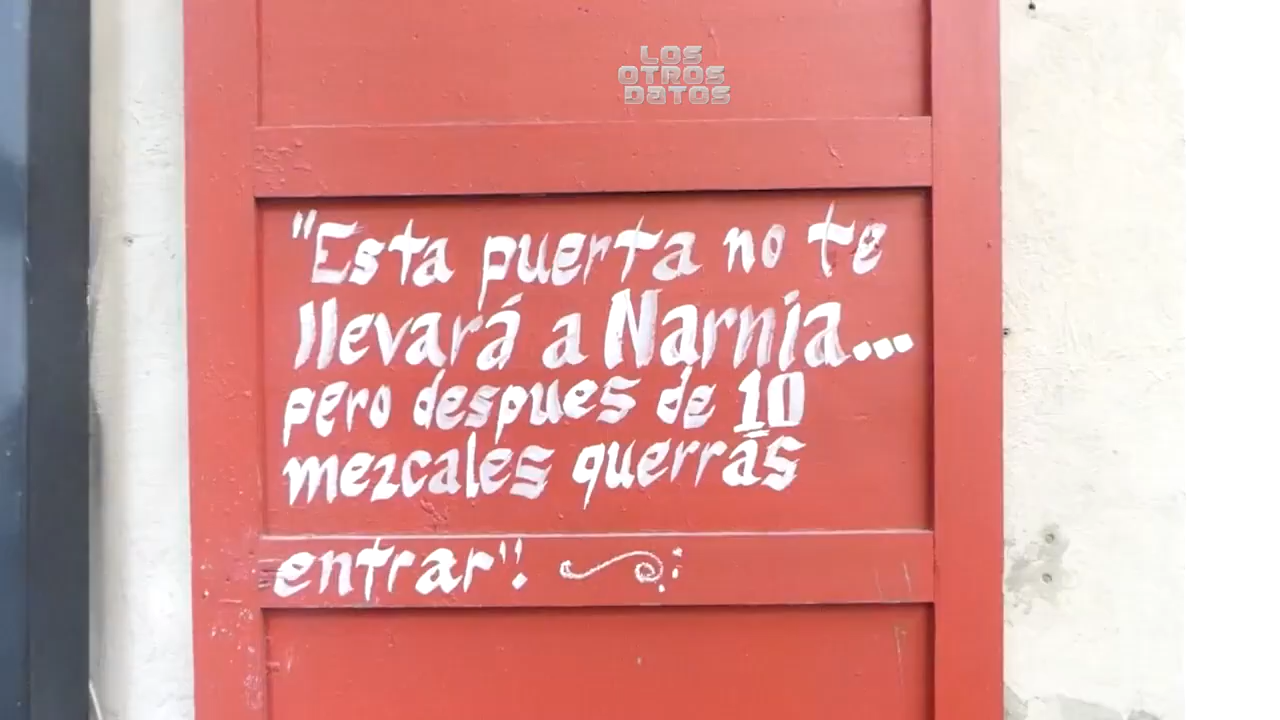 LOS
OTROS
DATOS
"Esta puerta no te
llevará a Narnia...
pero despues de 10
mezcales querrás
entrar".